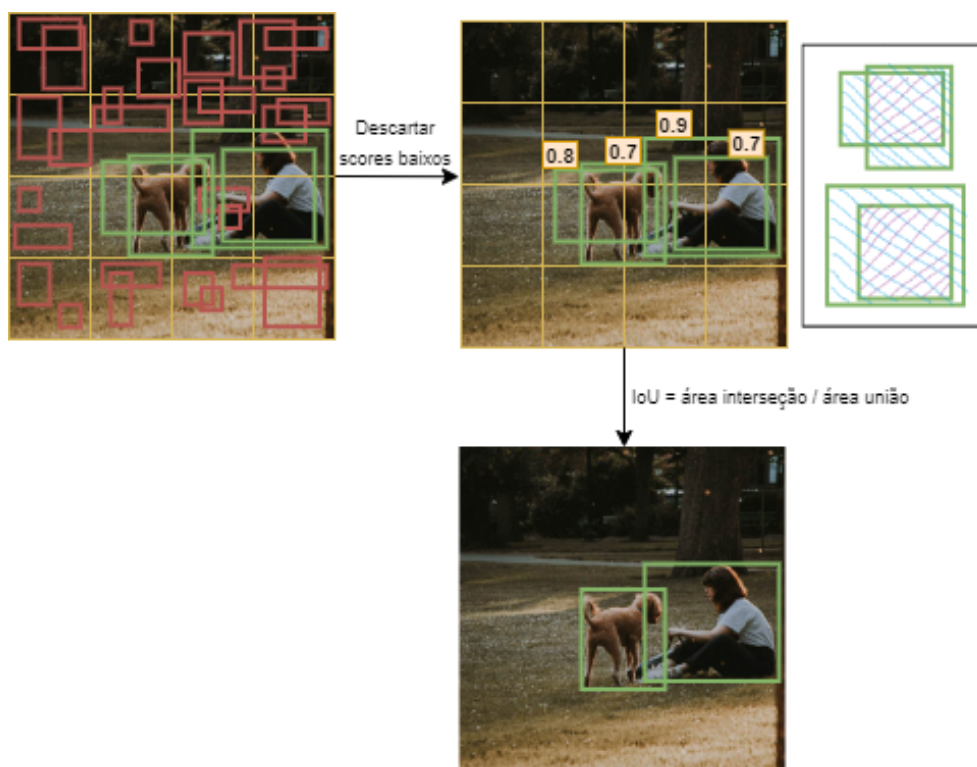 Descartar
scores baixos
0.9
0.8
0.7
0.7
IoU = área interseção / área união